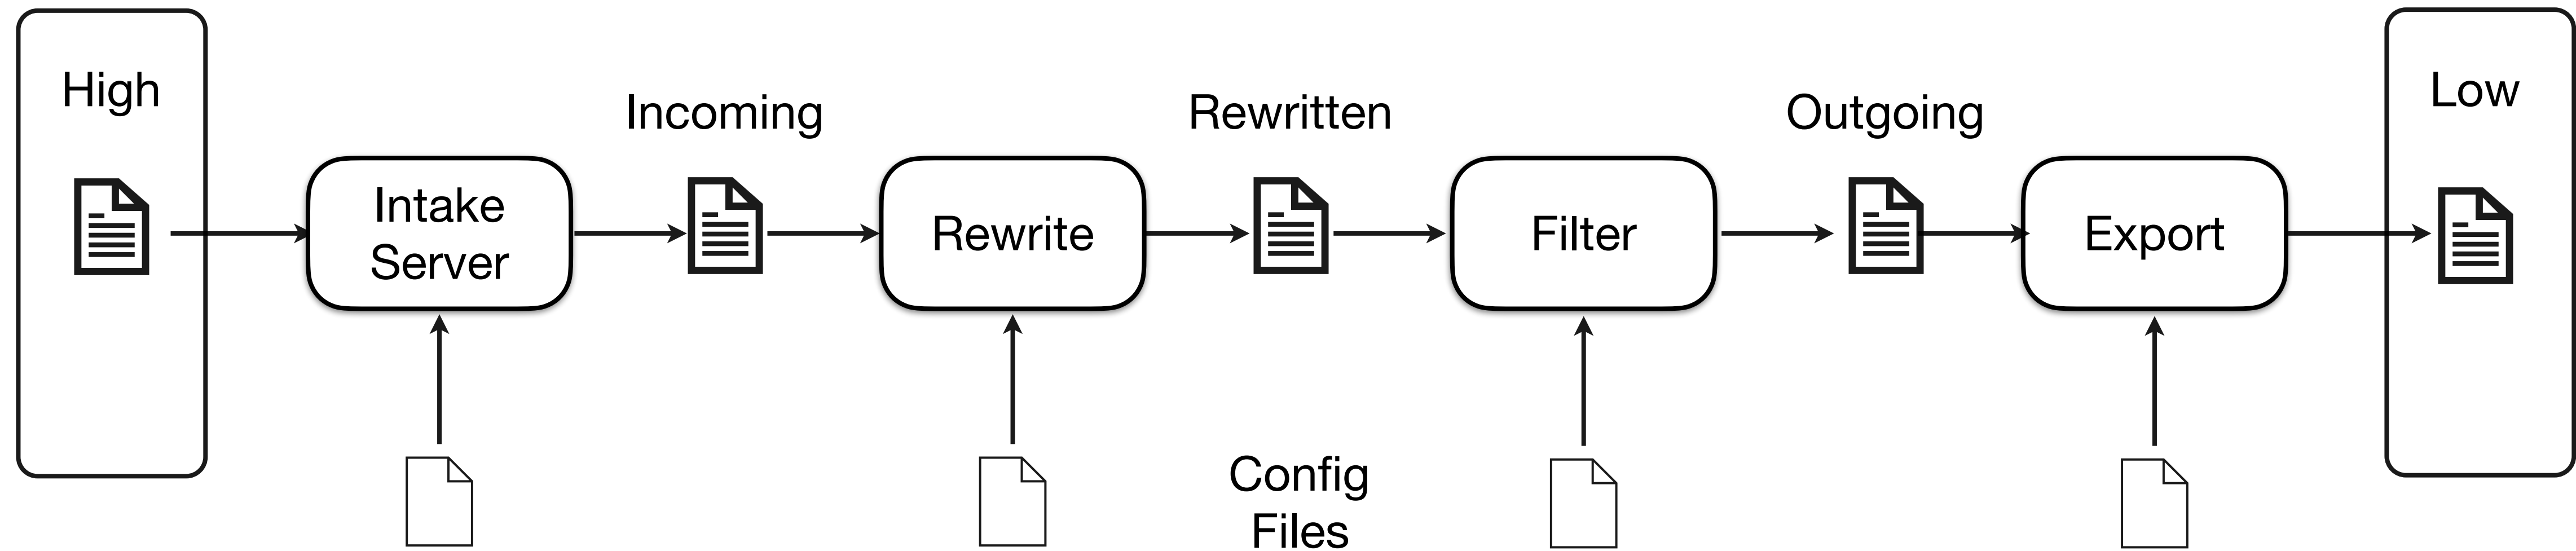 High
Incoming
Rewritten
Outgoing
Low
Intake
Server
Rewrite
Filter
Export
Config
Files